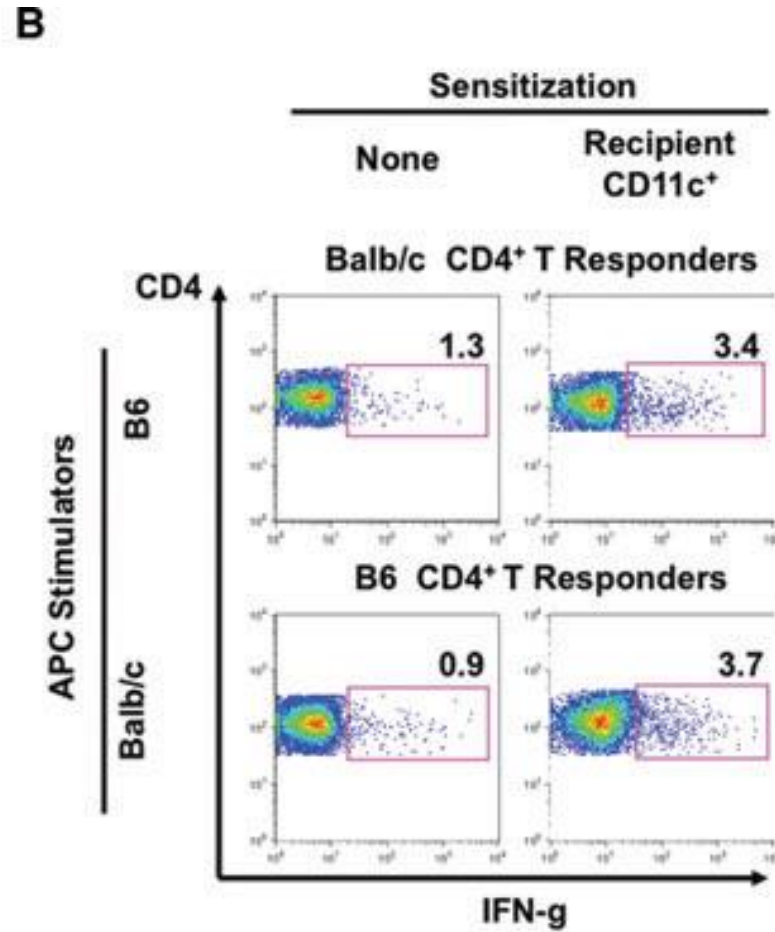 B
Sensitization
None
Recipient
CD11c⁺
Balb/c CD4⁺ T Responders
CD4
1.3
3.4
B6
B6 CD4⁺ T Responders
0.9
3.7
APC Stimulators
Balb/c
IFN-g